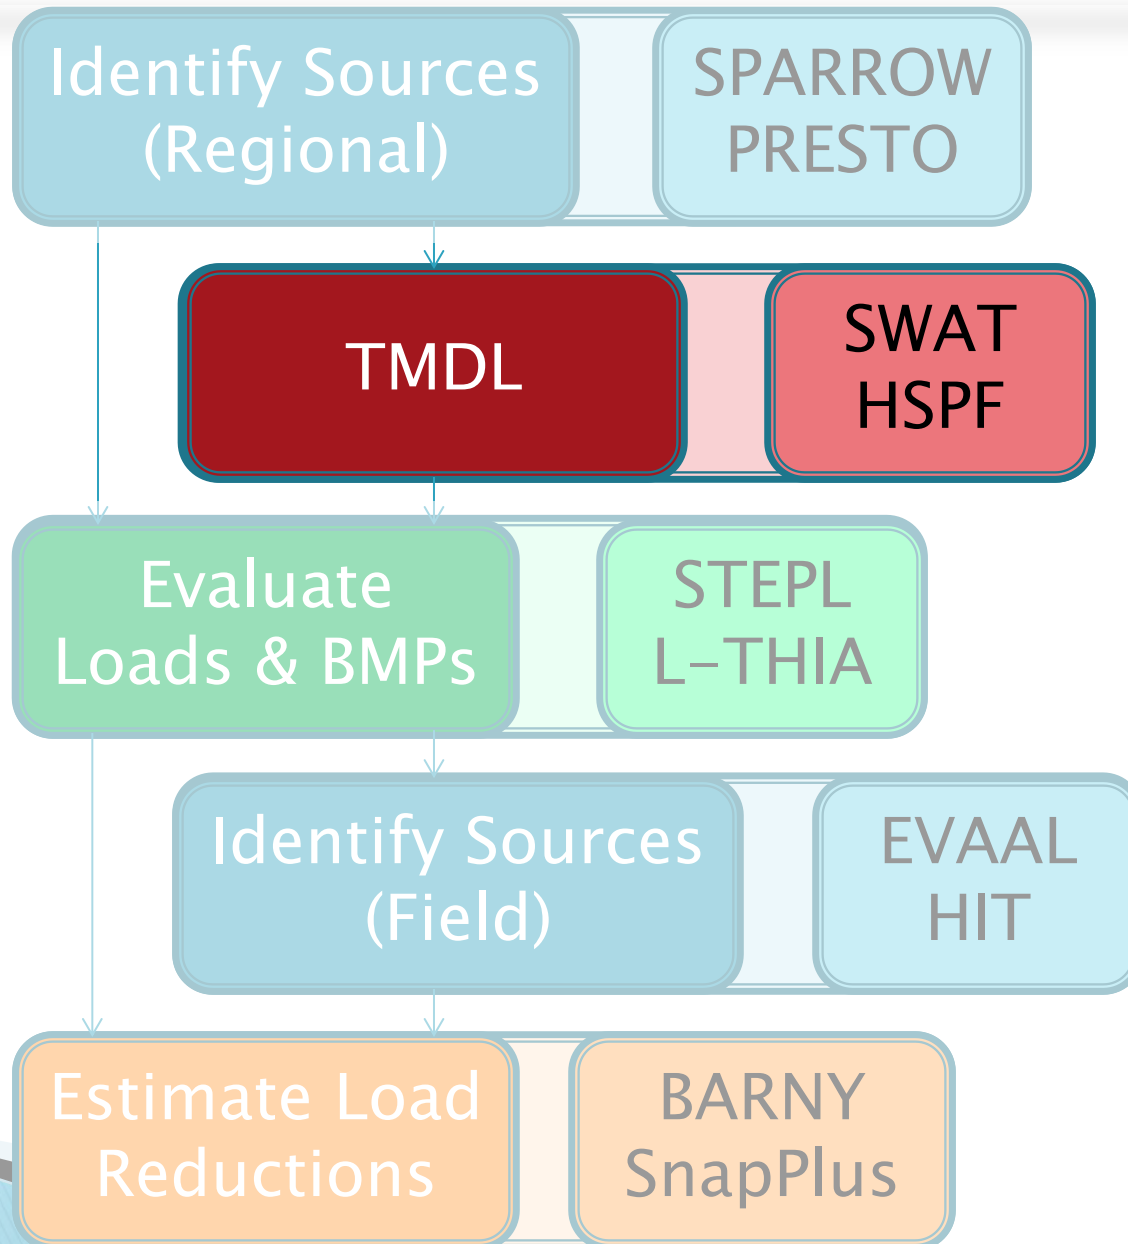 Identify Sources
(Regional)
SPARROW
PRESTO
TMDL
SWAT
HSPF
Evaluate
Loads & BMPs
STEPL
L-THIA
Identify Sources
(Field)
EVAAL
HIT
Estimate Load
Reductions
BARNY
SnapPlus